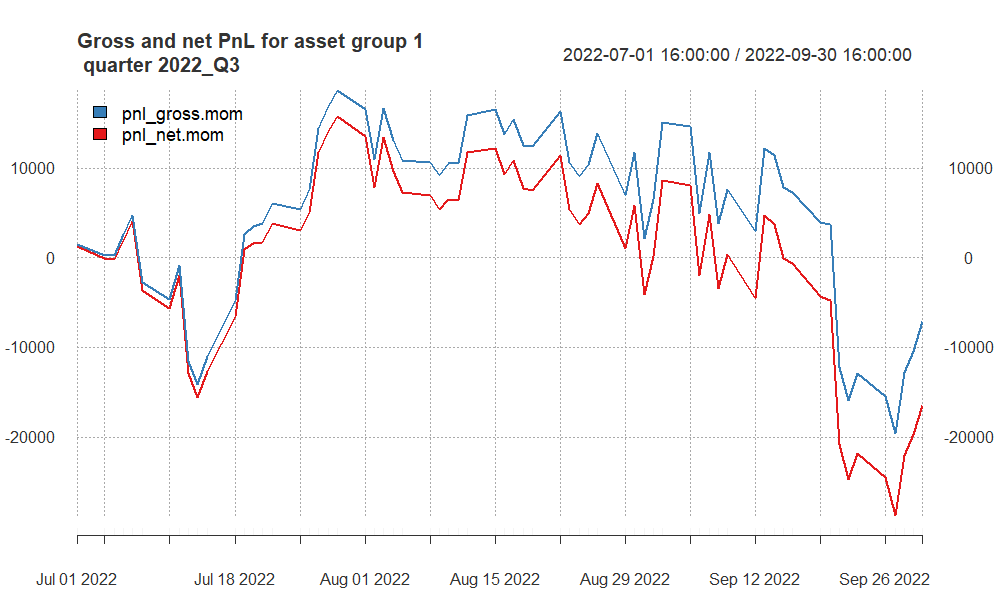 Gross and net PnL for asset group 1
quarter 2022_Q3
2022-07-01 16:00:00 / 2022-09-30 16:00:00
pnl_gross.mom
pnl_net.mom
10000
10000
0
0
-10000
-10000
-20000
-20000
Jul 01 2022
Jul 18 2022
Aug 01 2022
Aug 15 2022
Aug 29 2022
Sep 12 2022
Sep 26 2022